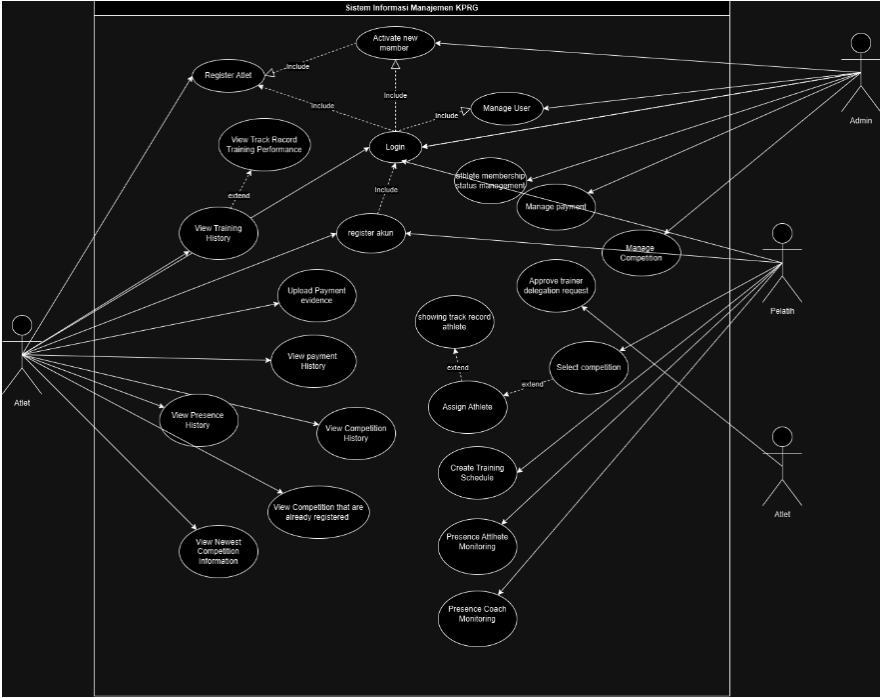 Sistem Informasi Manajemen KPRG
Activate new
member
Include
Register Atlet
Include
Include
Include
Manage User
Admin
View Track Record
Training Performance
Login
athlete membership
status management
extend
Include
Manage payment
View Training
History
register akun
Manage
Competition
Approve trainer
delegation request
Upload Payment
evidence
Pelatih
showing track record
athlete
View payment
History
extend
Select competition
extend
Atlet
Assign Athlete
View Presence
History
View Competition
History
Create Training
Schedule
View Competition that are
already registered
Atlet
View Newest
Competition
Information
Presence Attlhete
Monitoring
Presence Coach
Monitoring